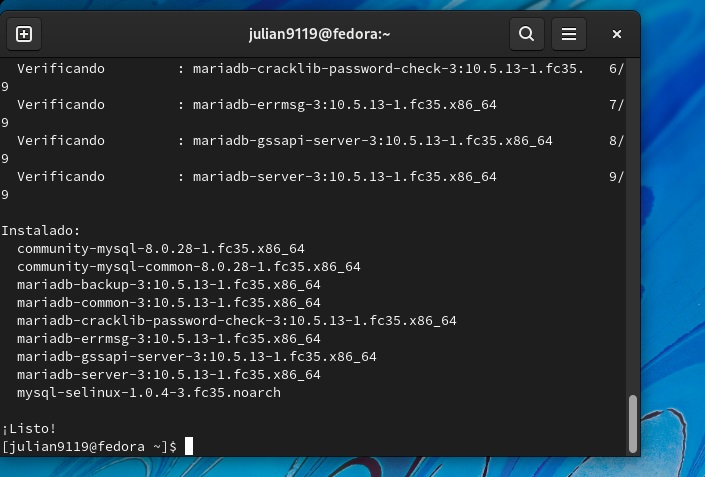 julian9119@fedora:~
Verificando : mariadb-cracklib-password-check-3:10.5.13-1.fc35. 6/
9
Verificando : mariadb-errmsg-3:10.5.13-1.fc35.x86_64 7/
9
Verificando : mariadb-gssapi-server-3:10.5.13-1.fc35.x86_64 8/
9
Verificando : mariadb-server-3:10.5.13-1.fc35.x86_64 9/
9
Instalado:
community-mysql-8.0.28-1.fc35.x86_64
community-mysql-common-8.0.28-1.fc35.x86_64
mariadb-backup-3:10.5.13-1.fc35.x86_64
mariadb-common-3:10.5.13-1.fc35.x86_64
mariadb-cracklib-password-check-3:10.5.13-1.fc35.x86_64
mariadb-errmsg-3:10.5.13-1.fc35.x86_64
mariadb-gssapi-server-3:10.5.13-1.fc35.x86_64
mariadb-server-3:10.5.13-1.fc35.x86_64
mysql-selinux-1.0.4-3.fc35.noarch
¡Listo!
[julian9119@fedora ~]$